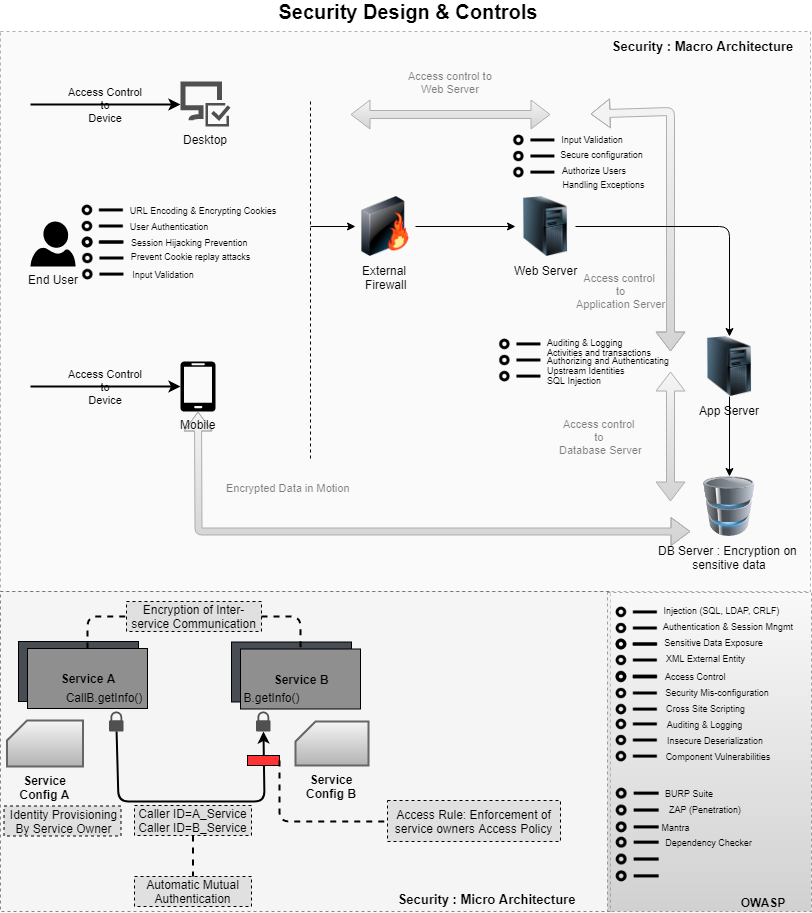 Security Design & Controls
Security : Macro Architecture
Access Control
to
Device
Desktop
Access control to
Web Server
Input Validation
Secure configuration
Authorize Users
Handling Exceptions
URL Encoding & Encrypting Cookies
User Authentication
Session Hijacking Prevention
Prevent Cookie replay attacks
Input Validation
End User
External
Firewall
Web Server
Access control
to
Application Server
Auditing & Logging
Activities and transactions
Authorizing and Authenticating
Upstream Identities
SQL Injection
Access Control
to
Device
Mobile
App Server
Access control
to
Database Server
Encrypted Data in Motion
DB Server : Encryption on
sensitive data
Encryption of Inter-
service Communication
Service A
CallB.getInfo()
Service B
B.getInfo()
Service
Config A
Service
Config B
Identity Provisioning
By Service Owner
Caller ID=A_Service
Caller ID=B_Service
Access Rule: Enforcement of
service owners Access Policy
Automatic Mutual
Authentication
Security : Micro Architecture
Injection (SQL, LDAP, CRLF)
Authentication & Session Mngmt
Sensitive Data Exposure
XML External Entity
Access Control
Security Mis-configuration
Cross Site Scripting
Auditing & Logging
Insecure Deserialization
Component Vulnerabilities
BURP Suite
ZAP (Penetration)
Mantra
Dependency Checker
OWASP